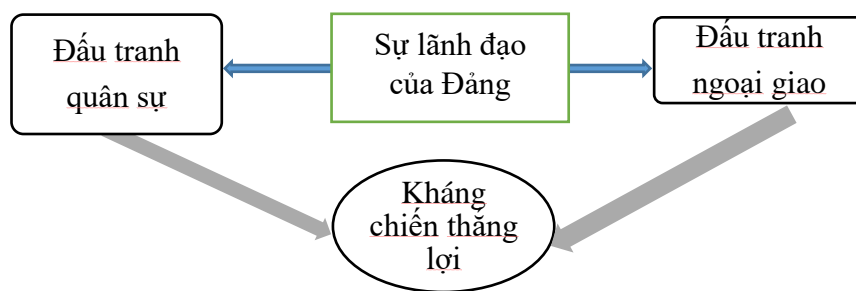 Đấu tranh
quân sự
Sự lãnh đạo
của Đảng
Đấu tranh
ngoại giao
Kháng
chiến thắng
lợi